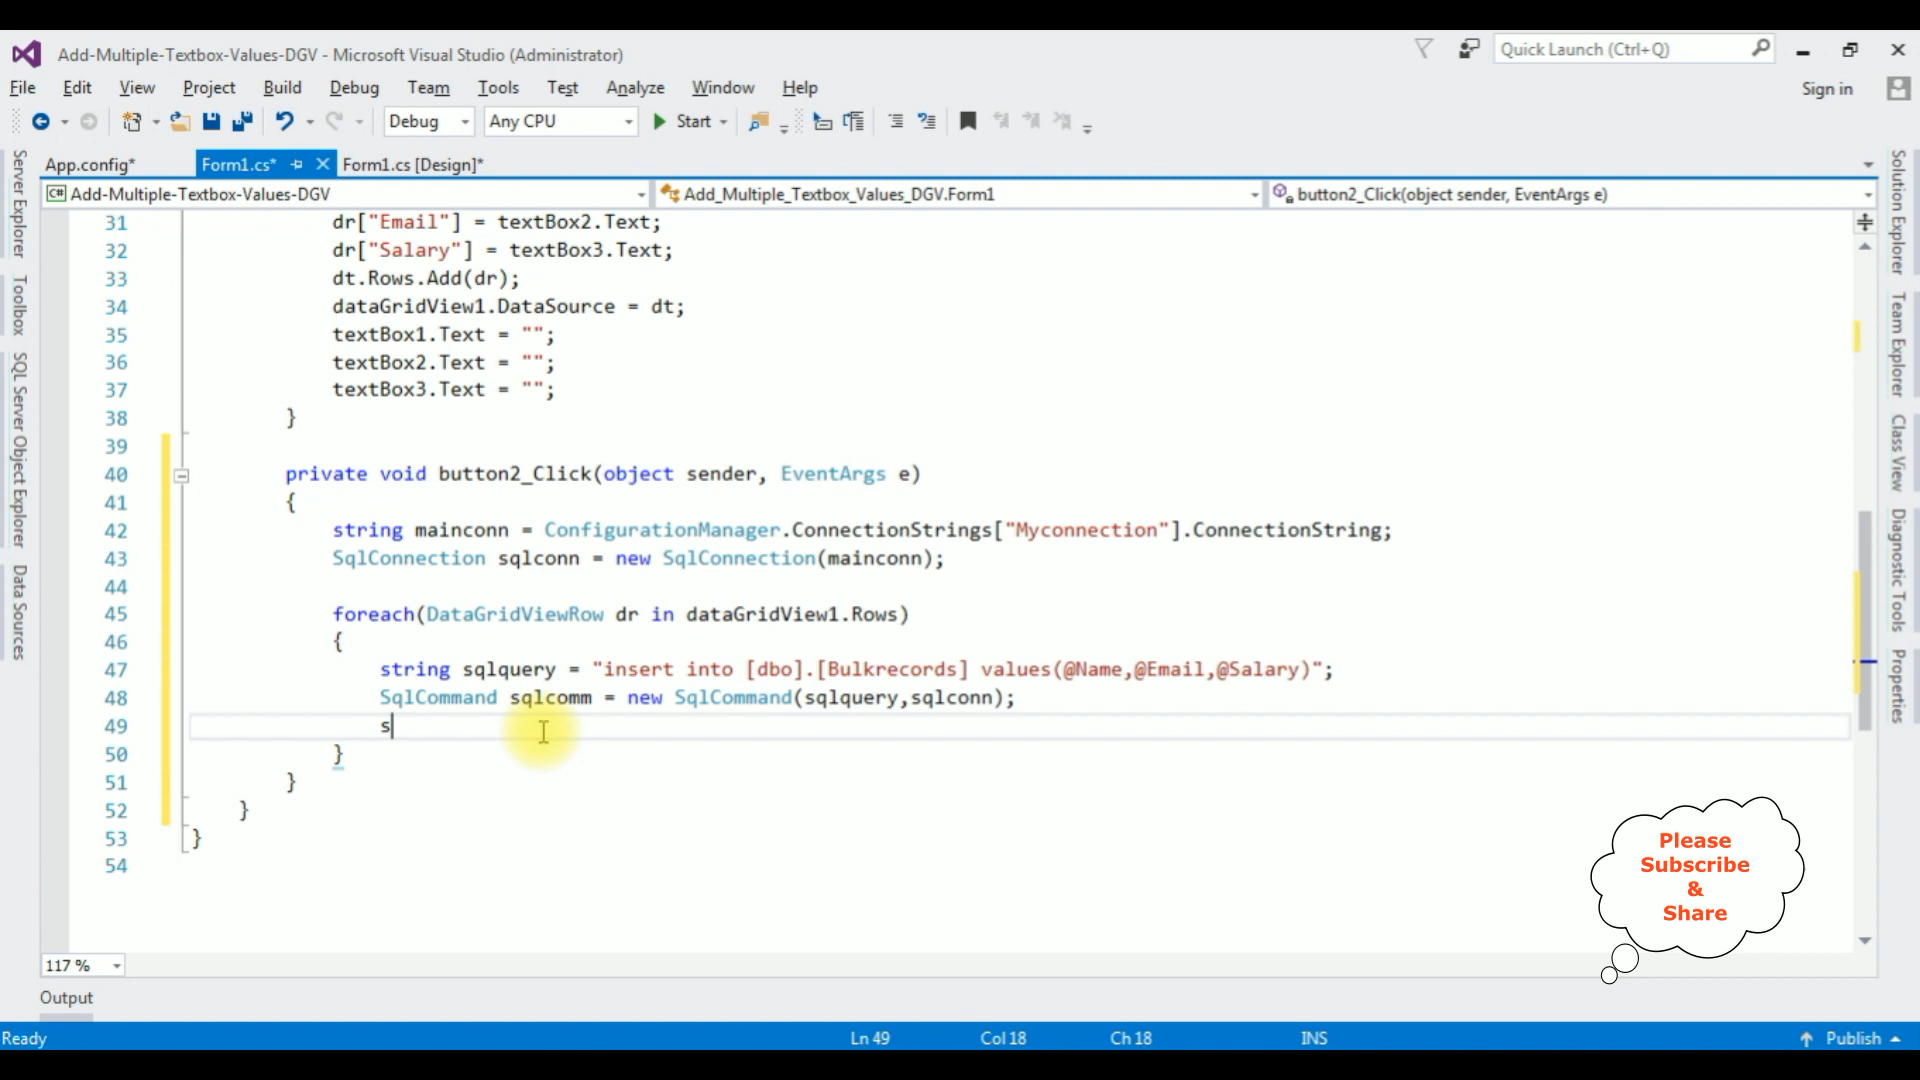 Add-Multiple-Textbox-Values-DGV - Microsoft Visual Studio (Administrator)
Quick Launch (Ctrl+Q)
File Edit View Project Build Debug Team Tools Test Analyze Window Help
Sign in
Debug Any CPU Start
App.config* Form1.cs* Form1.cs [Design]*
C# Add-Multiple-Textbox-Values-DGV Add_Multiple_Textbox_Values_DGV.Form1 button2_Click(object sender, EventArgs e)
Server Explorer
Toolbox
SQL Server Object Explorer
Data Sources
31 dr["Email"] = textBox2.Text;
32 dr["Salary"] = textBox3.Text;
33 dt.Rows.Add(dr);
34 dataGridView1.DataSource = dt;
35 textBox1.Text = "";
36 textBox2.Text = "";
37 textBox3.Text = "";
38 }
39
40 private void button2_Click(object sender, EventArgs e)
41 {
42 string mainconn = ConfigurationManager.ConnectionStrings["Myconnection"].ConnectionString;
43 SqlConnection sqlconn = new SqlConnection(mainconn);
44
45 foreach(DataGridViewRow dr in dataGridView1.Rows)
46 {
47 string sqlquery = "insert into [dbo].[Bulkrecords] values(@Name,@Email,@Salary)";
48 SqlCommand sqlcomm = new SqlCommand(sqlquery,sqlconn);
49 s
50 }
51 }
52 }
53 }
54
Solution Explorer
Team Explorer
Class View
Diagnostic Tools
Properties
Please
Subscribe
&
Share
117 %
Output
Ready Ln 49 Col 18 Ch 18 INS Publish